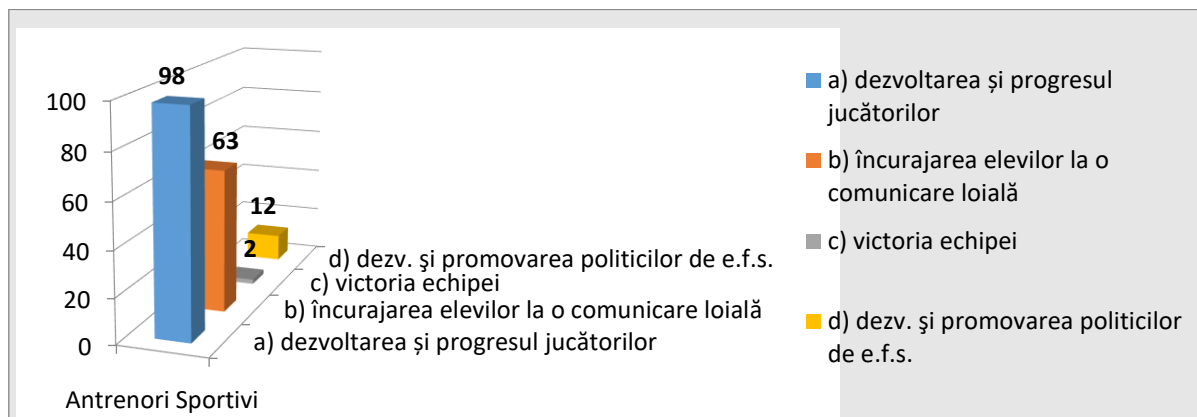 98
100
63
80
60
12
2
40
d) dezv. şi promovarea politicilor de e.f.s.
c) victoria echipei
20
b) încurajarea elevilor la o comunicare loială
0
a) dezvoltarea și progresul jucătorilor
Antrenori Sportivi
a) dezvoltarea și progresul
jucătorilor
b) încurajarea elevilor la o
comunicare loială
c) victoria echipei
d) dezv. şi promovarea politicilor
de e.f.s.